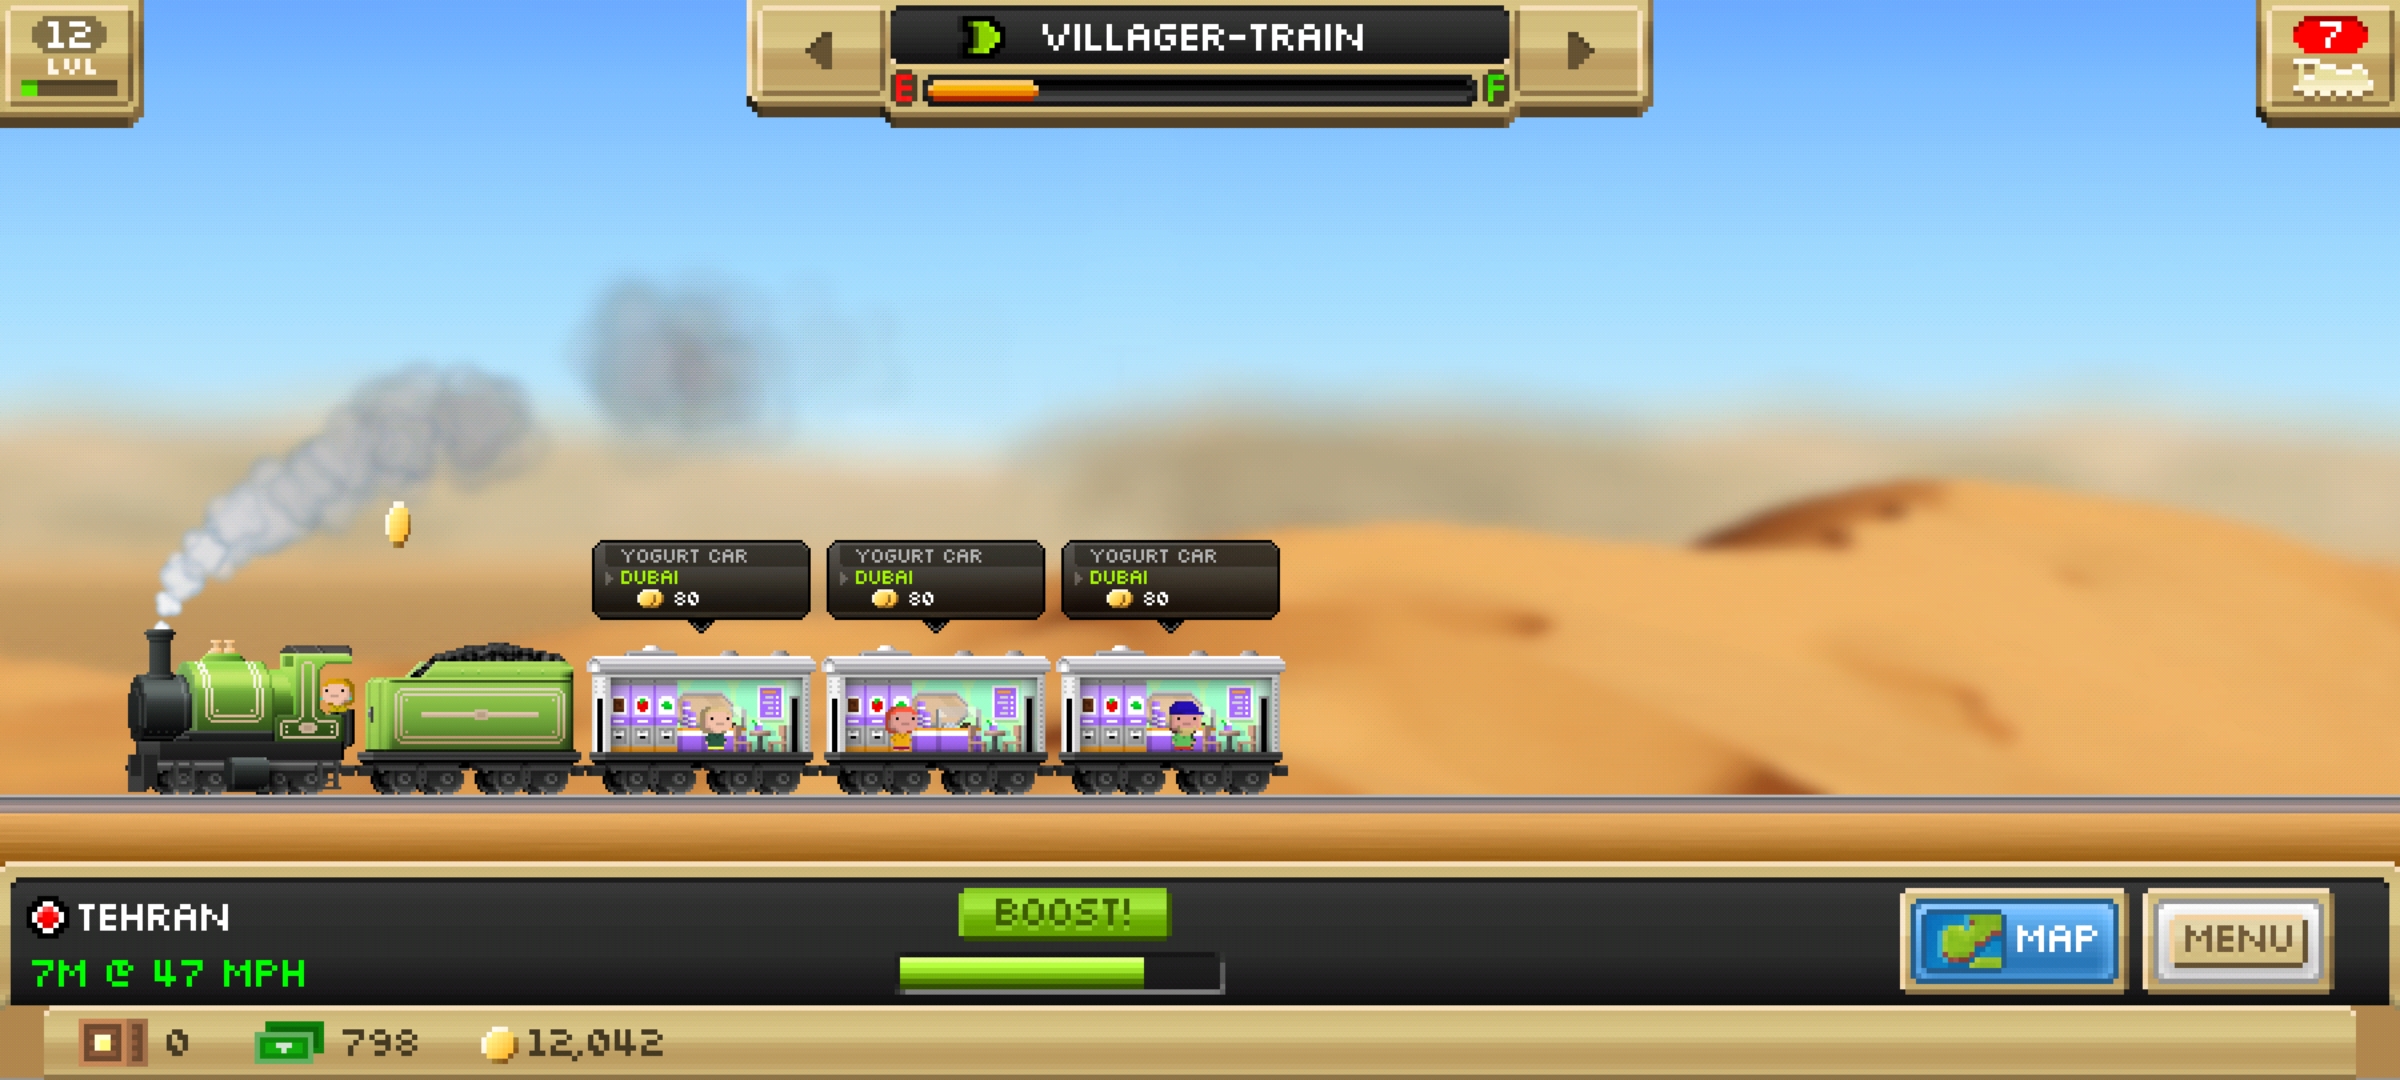 12
LVL
VILLAGER-TRAIN
E F
7
YOGURT CAR
DUBAI
80
YOGURT CAR
DUBAI
80
YOGURT CAR
DUBAI
80
TEHRAN
7M @ 47 MPH
BOOST!
MAP
MENU
0
798
12,042